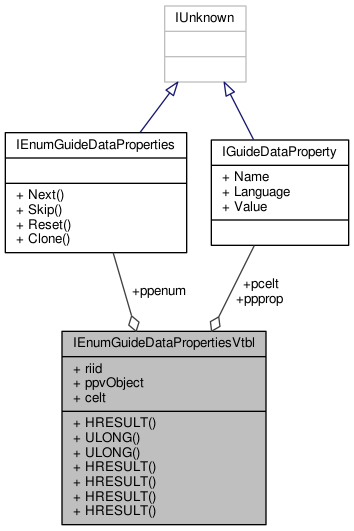 IUnknown
IEnumGuideDataProperties
+ Next()
+ Skip()
+ Reset()
+ Clone()
IGuideDataProperty
+ Name
+ Language
+ Value
+ppenum
+pcelt
+ppprop
IEnumGuideDataPropertiesVtbl
+ riid
+ ppvObject
+ celt
+ HRESULT()
+ ULONG()
+ ULONG()
+ HRESULT()
+ HRESULT()
+ HRESULT()
+ HRESULT()